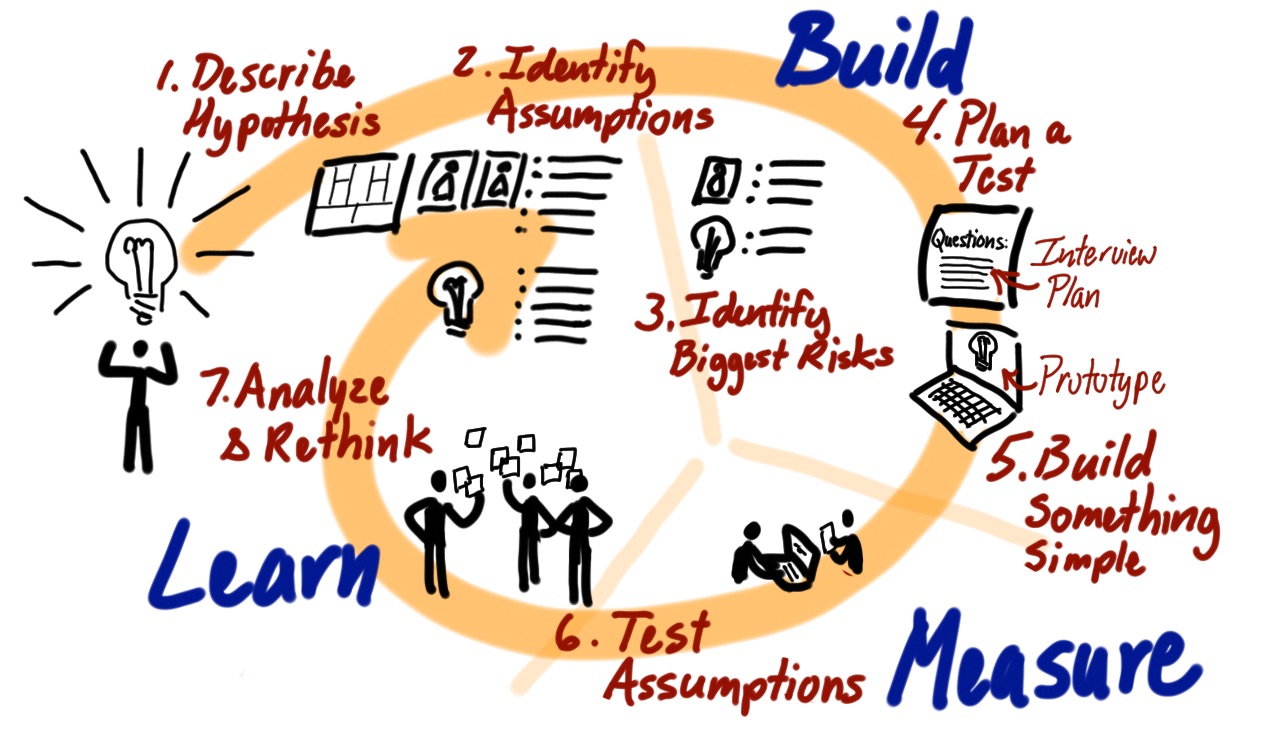 1. Describe
Hypothesis
2. Identify
Assumptions
Build
3. Identify
Biggest Risks
4. Plan a
Test
Questions:
Interview
Plan
Prototype
5. Build
Something
Simple
Measure
6. Test
Assumptions
7. Analyze
& Rethink
Learn